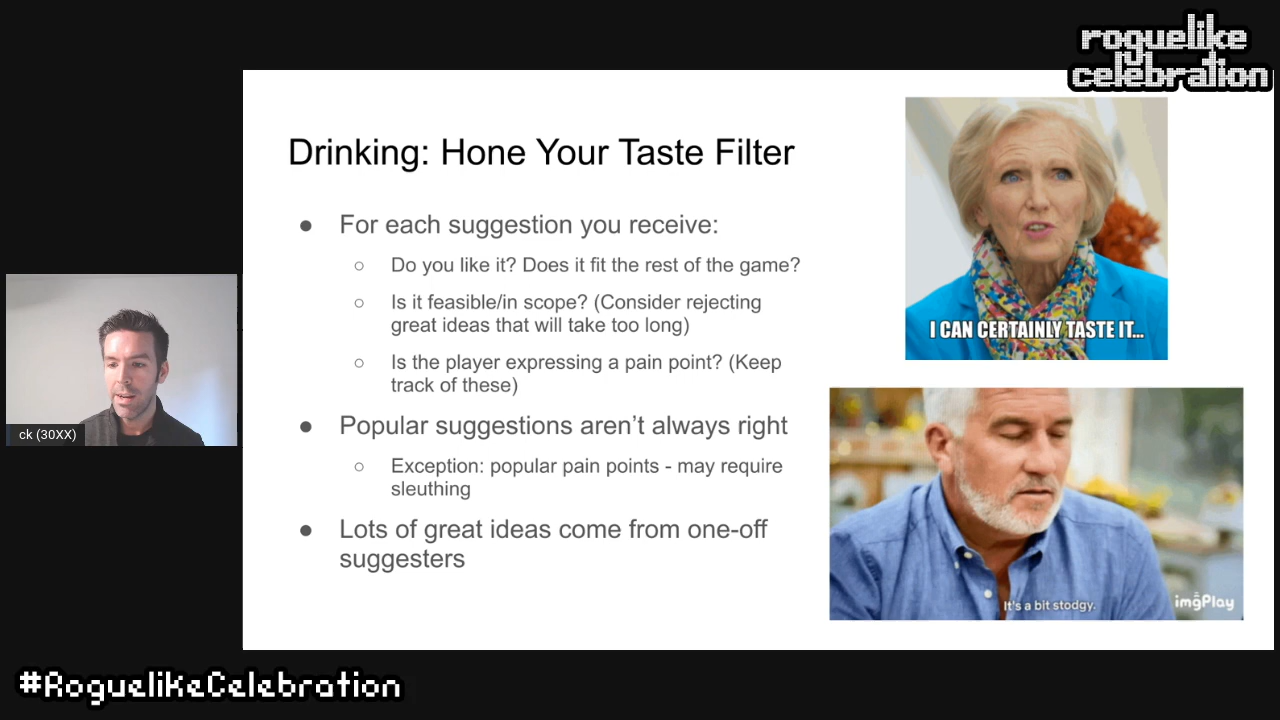 roguelike
celebration
Drinking: Hone Your Taste Filter
● For each suggestion you receive:
○ Do you like it? Does it fit the rest of the game?
○ Is it feasible/in scope? (Consider rejecting
great ideas that will take too long)
○ Is the player expressing a pain point? (Keep
track of these)
● Popular suggestions aren't always right
○ Exception: popular pain points - may require
sleuthing
● Lots of great ideas come from one-off
suggesters
I CAN CERTAINLY TASTE IT...
It's a bit stodgy.
imgPlay
ck (30XX)
#RoguelikeCelebration